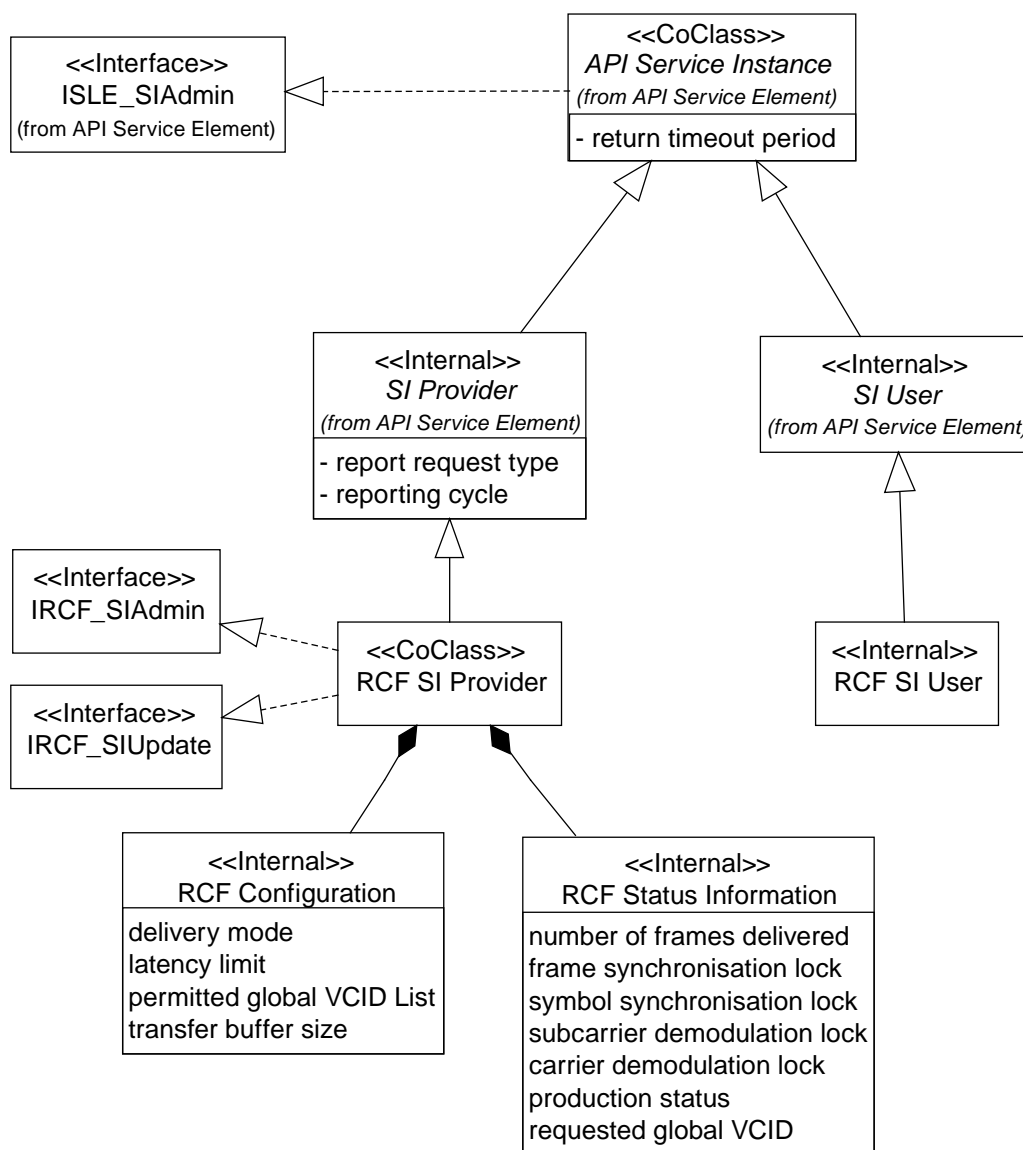 <<CoClass>>
API Service Instance
(from API Service Element)
- return timeout period
<<Interface>>
ISLE_SIAdmin
(from API Service Element)
<<Internal>>
SI Provider
(from API Service Element)
- report request type
- reporting cycle
<<Internal>>
SI User
(from API Service Element)
<<Interface>>
IRCF_SIAdmin
<<CoClass>>
RCF SI Provider
<<Internal>>
RCF SI User
<<Interface>>
IRCF_SIUpdate
<<Internal>>
RCF Configuration
delivery mode
latency limit
permitted global VCID List
transfer buffer size
<<Internal>>
RCF Status Information
number of frames delivered
frame synchronisation lock
symbol synchronisation lock
subcarrier demodulation lock
carrier demodulation lock
production status
requested global VCID